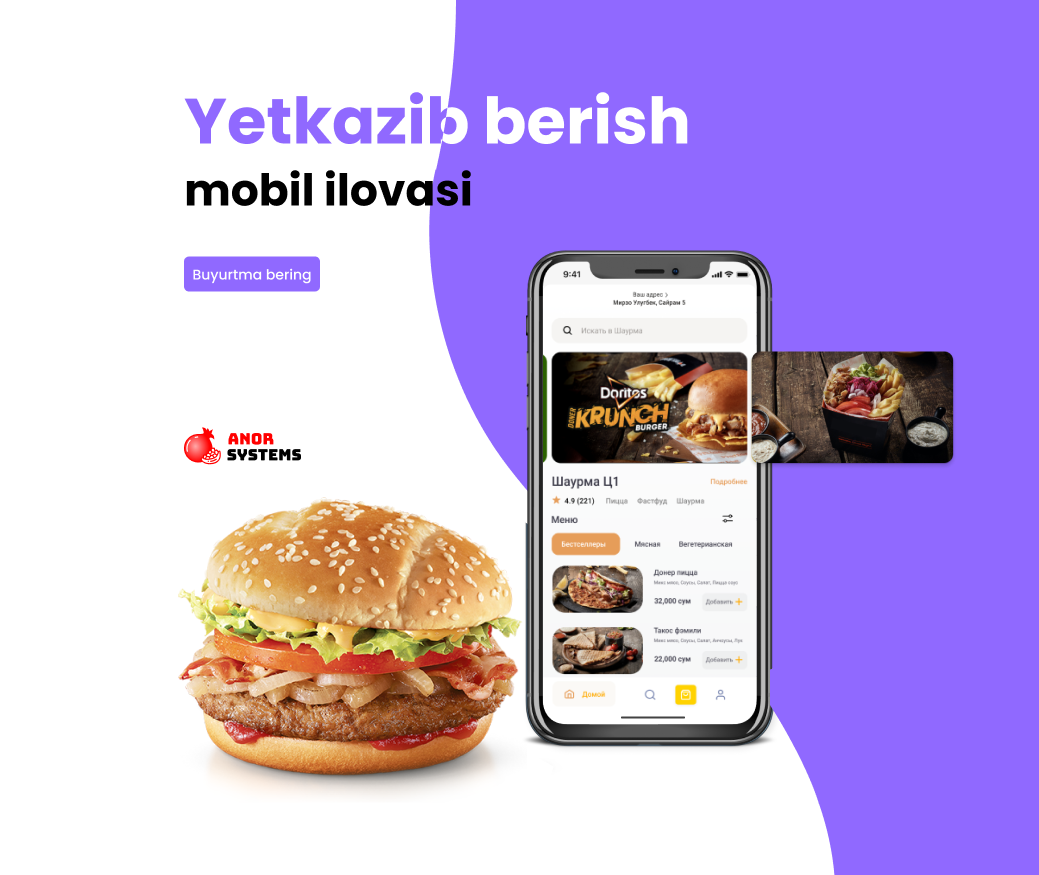 Yetkazib berish
mobil ilovasi
Buyurtma bering
ANOR
SYSTEMS
9:41
Ваш адрес
Мирзо Улугбек, Сайрам 5
Искать в Шаурма
Doritos
DONER KRUNCH
BURGER
Шаурма Ц1
Подробнее
4.9 (221) Пицца Фастфуд Шаурма
Меню
Бестселлеры Мясная Вегетерианская
Донер пицца
Микс мясо, Соусы, Салат, Пицца соус
32,000 сум Добавить +
Такос фэмили
Микс мясо, Соусы, Салат, Анчоусы, Лук
22,000 сум Добавить +
Домой